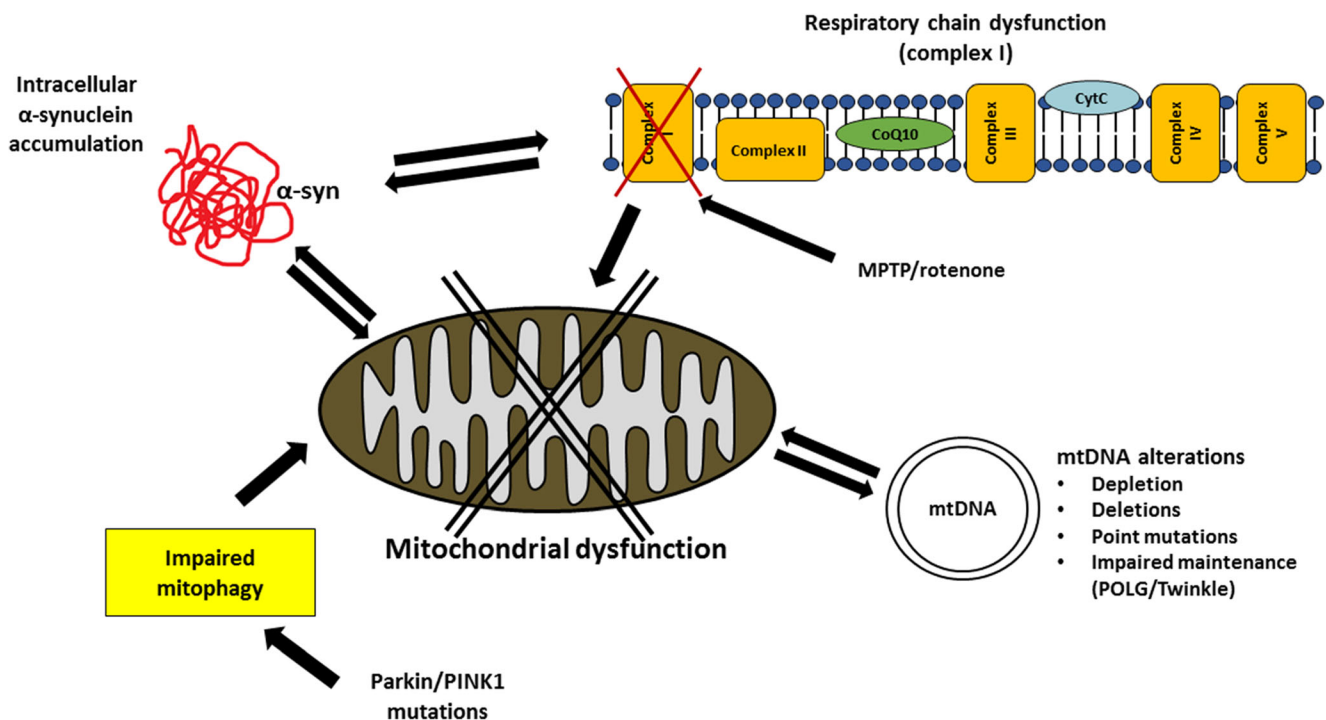 Respiratory chain dysfunction
(complex I)
Intracellular
α-synuclein
accumulation
α-syn
Complex
I
Complex II
CoQ10
Complex
III
CytC
Complex
IV
Complex
V
MPTP/rotenone
mtDNA
mtDNA alterations
• Depletion
• Deletions
• Point mutations
• Impaired maintenance
(POLG/Twinkle)
Mitochondrial dysfunction
Impaired
mitophagy
Parkin/PINK1
mutations